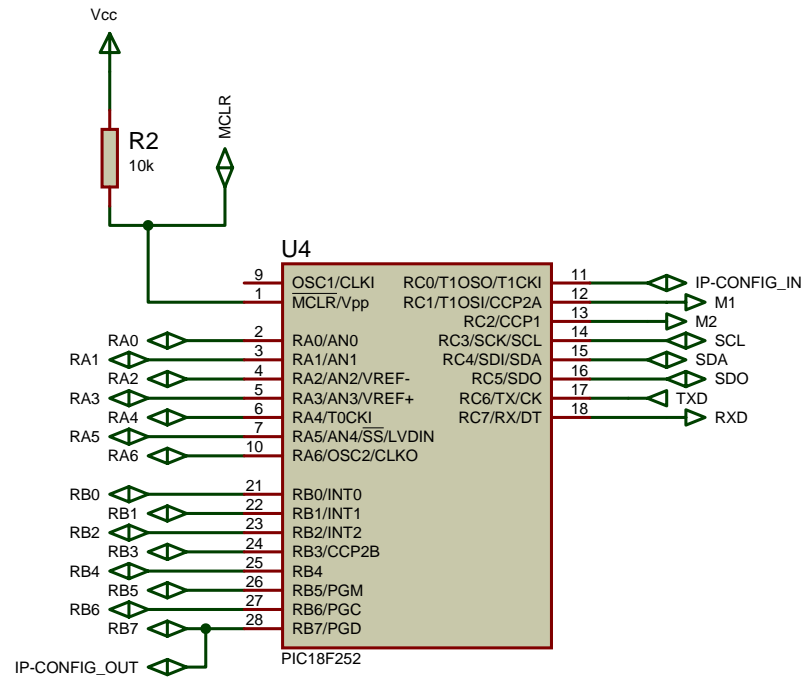 Vcc
R2
10k
MCLR
U4
9 OSC1/CLKI RC0/T1OSO/T1CKI 11 IP-CONFIG_IN
1 MCLR/Vpp RC1/T1OSI/CCP2A 12 M1
RC2/CCP1 13 M2
RA0 2 RA0/AN0 RC3/SCK/SCL 14 SCL
RA1 3 RA1/AN1 RC4/SDI/SDA 15 SDA
RA2 4 RA2/AN2/VREF- RC5/SDO 16 SDO
RA3 5 RA3/AN3/VREF+ RC6/TX/CK 17 TXD
RA4 6 RA4/T0CKI RC7/RX/DT 18 RXD
RA5 7 RA5/AN4/SS/LVDIN
RA6 10 RA6/OSC2/CLKO
RB0 21 RB0/INT0
RB1 22 RB1/INT1
RB2 23 RB2/INT2
RB3 24 RB3/CCP2B
RB4 25 RB4
RB5 26 RB5/PGM
RB6 27 RB6/PGC
RB7 28 RB7/PGD
PIC18F252
IP-CONFIG_OUT